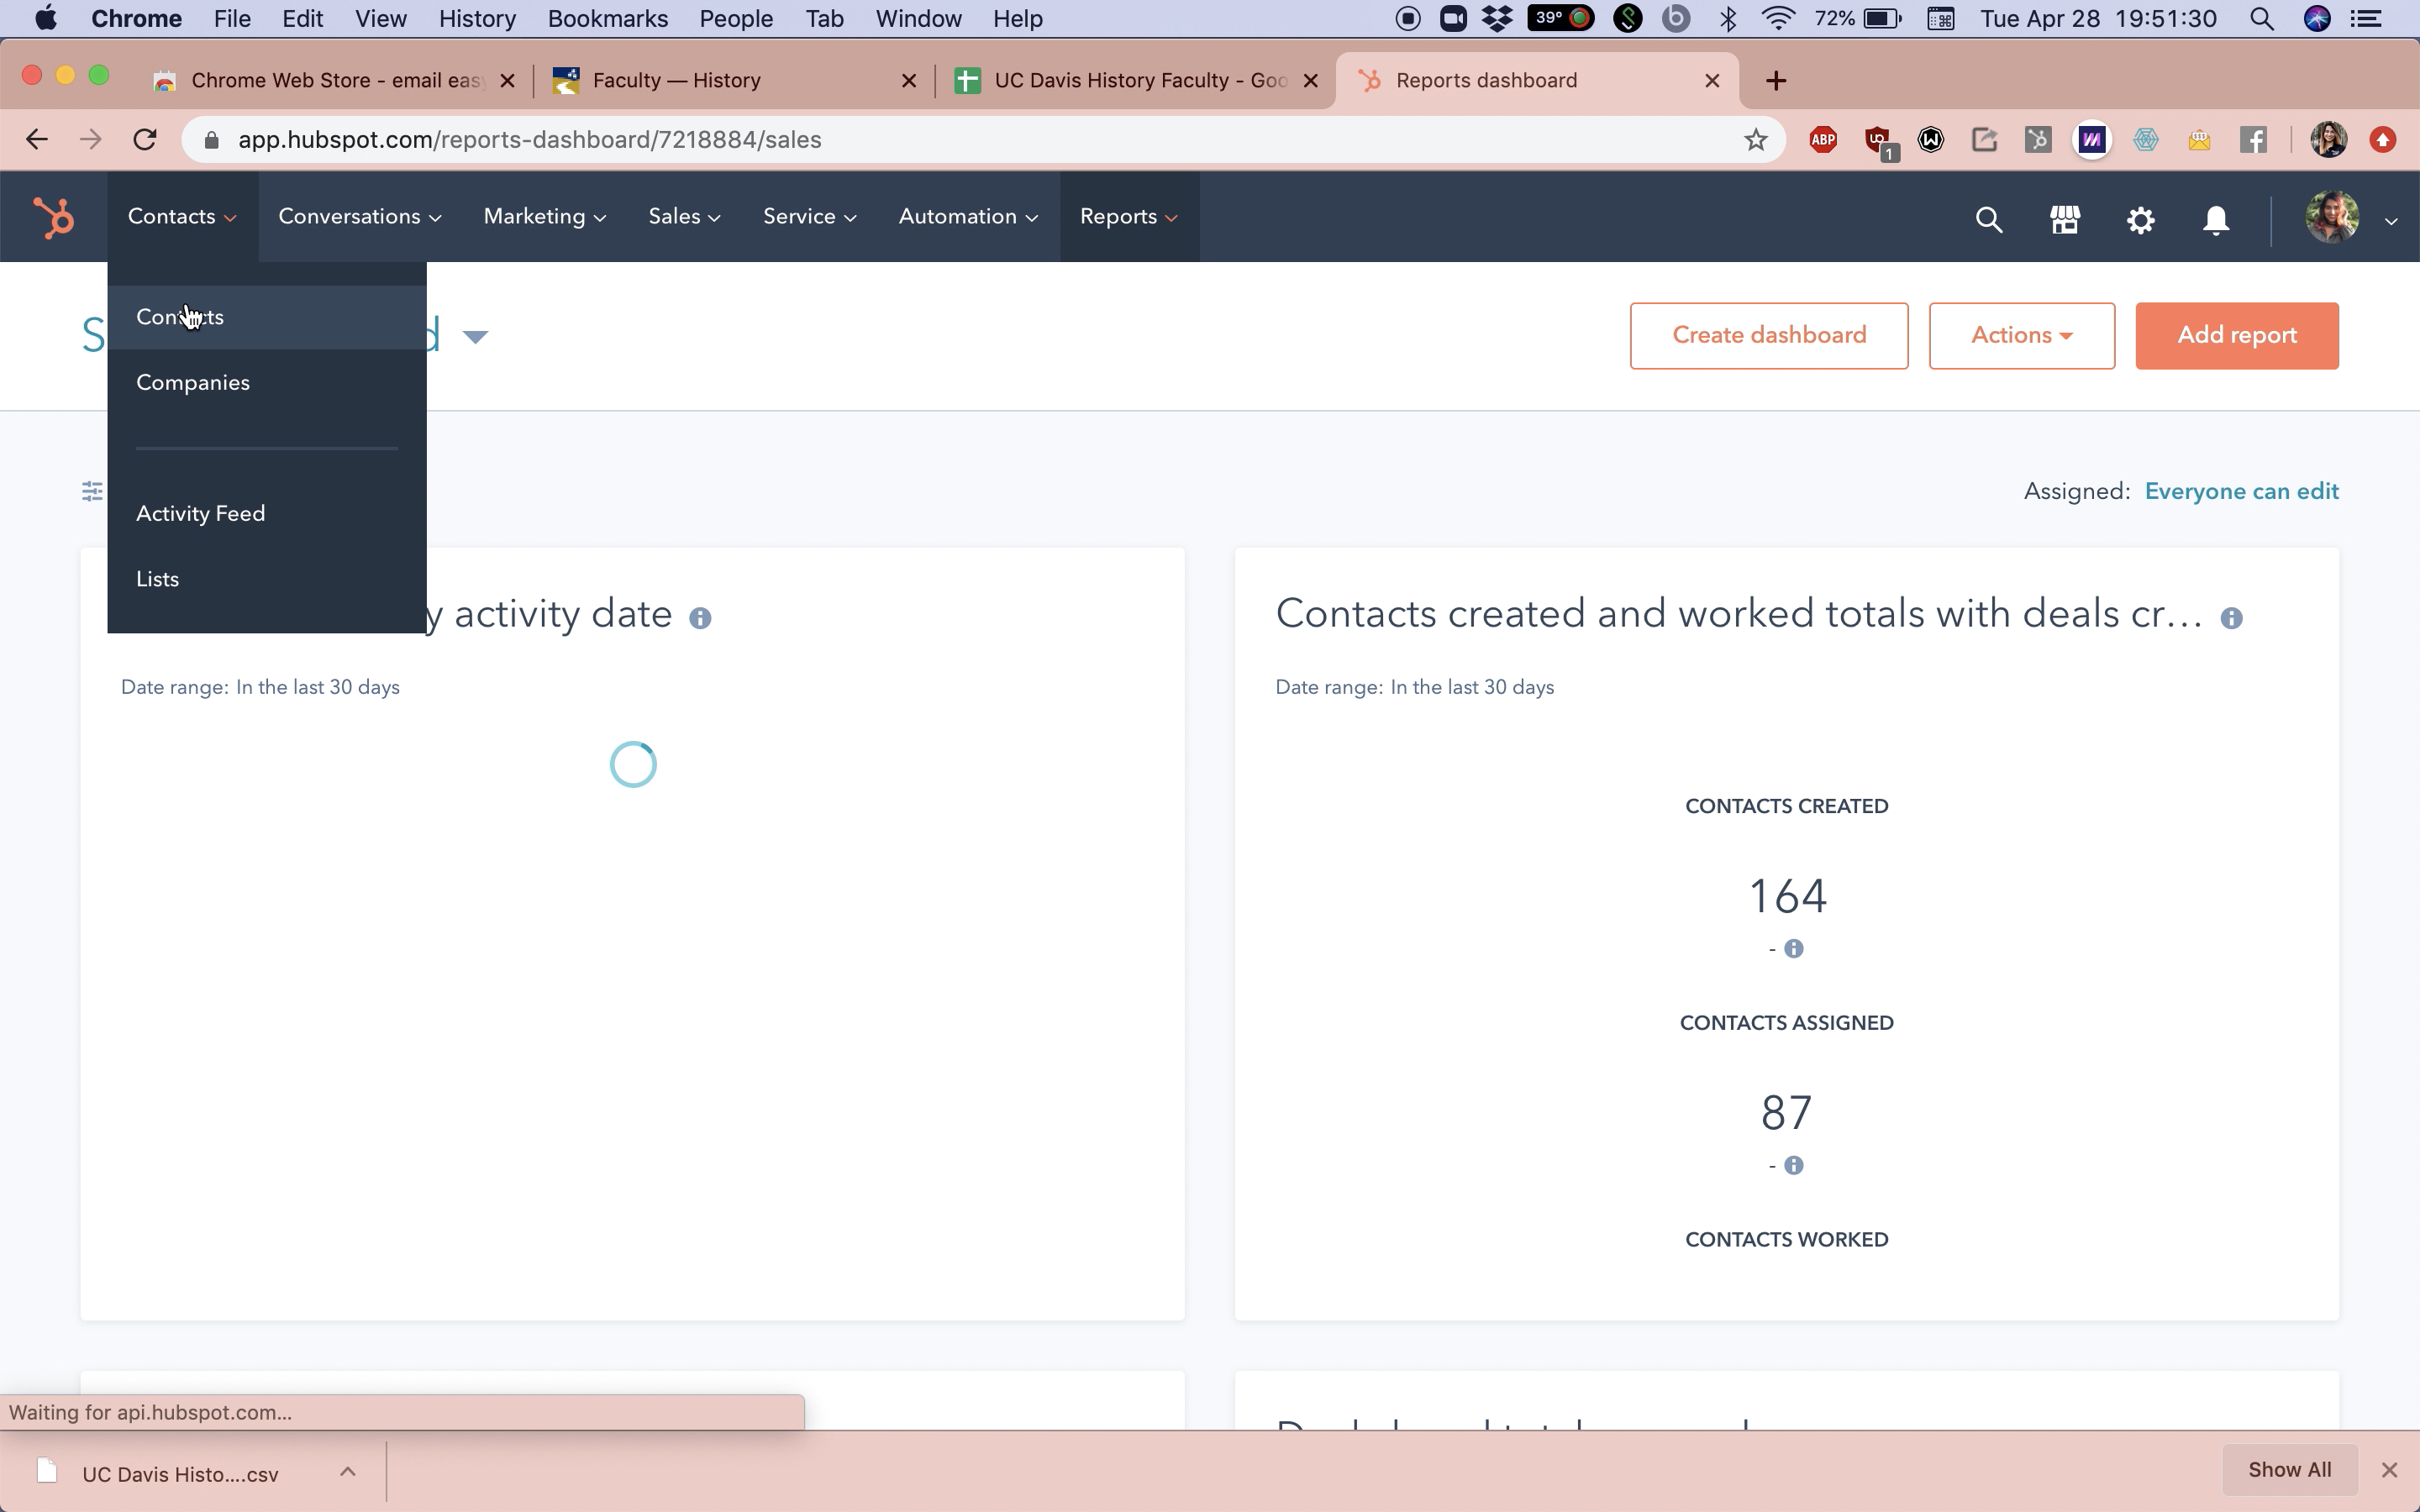 Chrome File Edit View History Bookmarks People Tab Window Help 39° 72% Tue Apr 28 19:51:30
Chrome Web Store - email eas Faculty — History UC Davis History Faculty - Goo Reports dashboard
app.hubspot.com/reports-dashboard/7218884/sales ABP 1
Contacts Conversations Marketing Sales Service Automation Reports
Contacts
Companies
Activity Feed
Lists
Create dashboard Actions Add report
Assigned: Everyone can edit
y activity date
Date range: In the last 30 days
Contacts created and worked totals with deals cr...
Date range: In the last 30 days
CONTACTS CREATED
164
-
CONTACTS ASSIGNED
87
-
CONTACTS WORKED
Waiting for api.hubspot.com...
UC Davis Histo....csv Show All